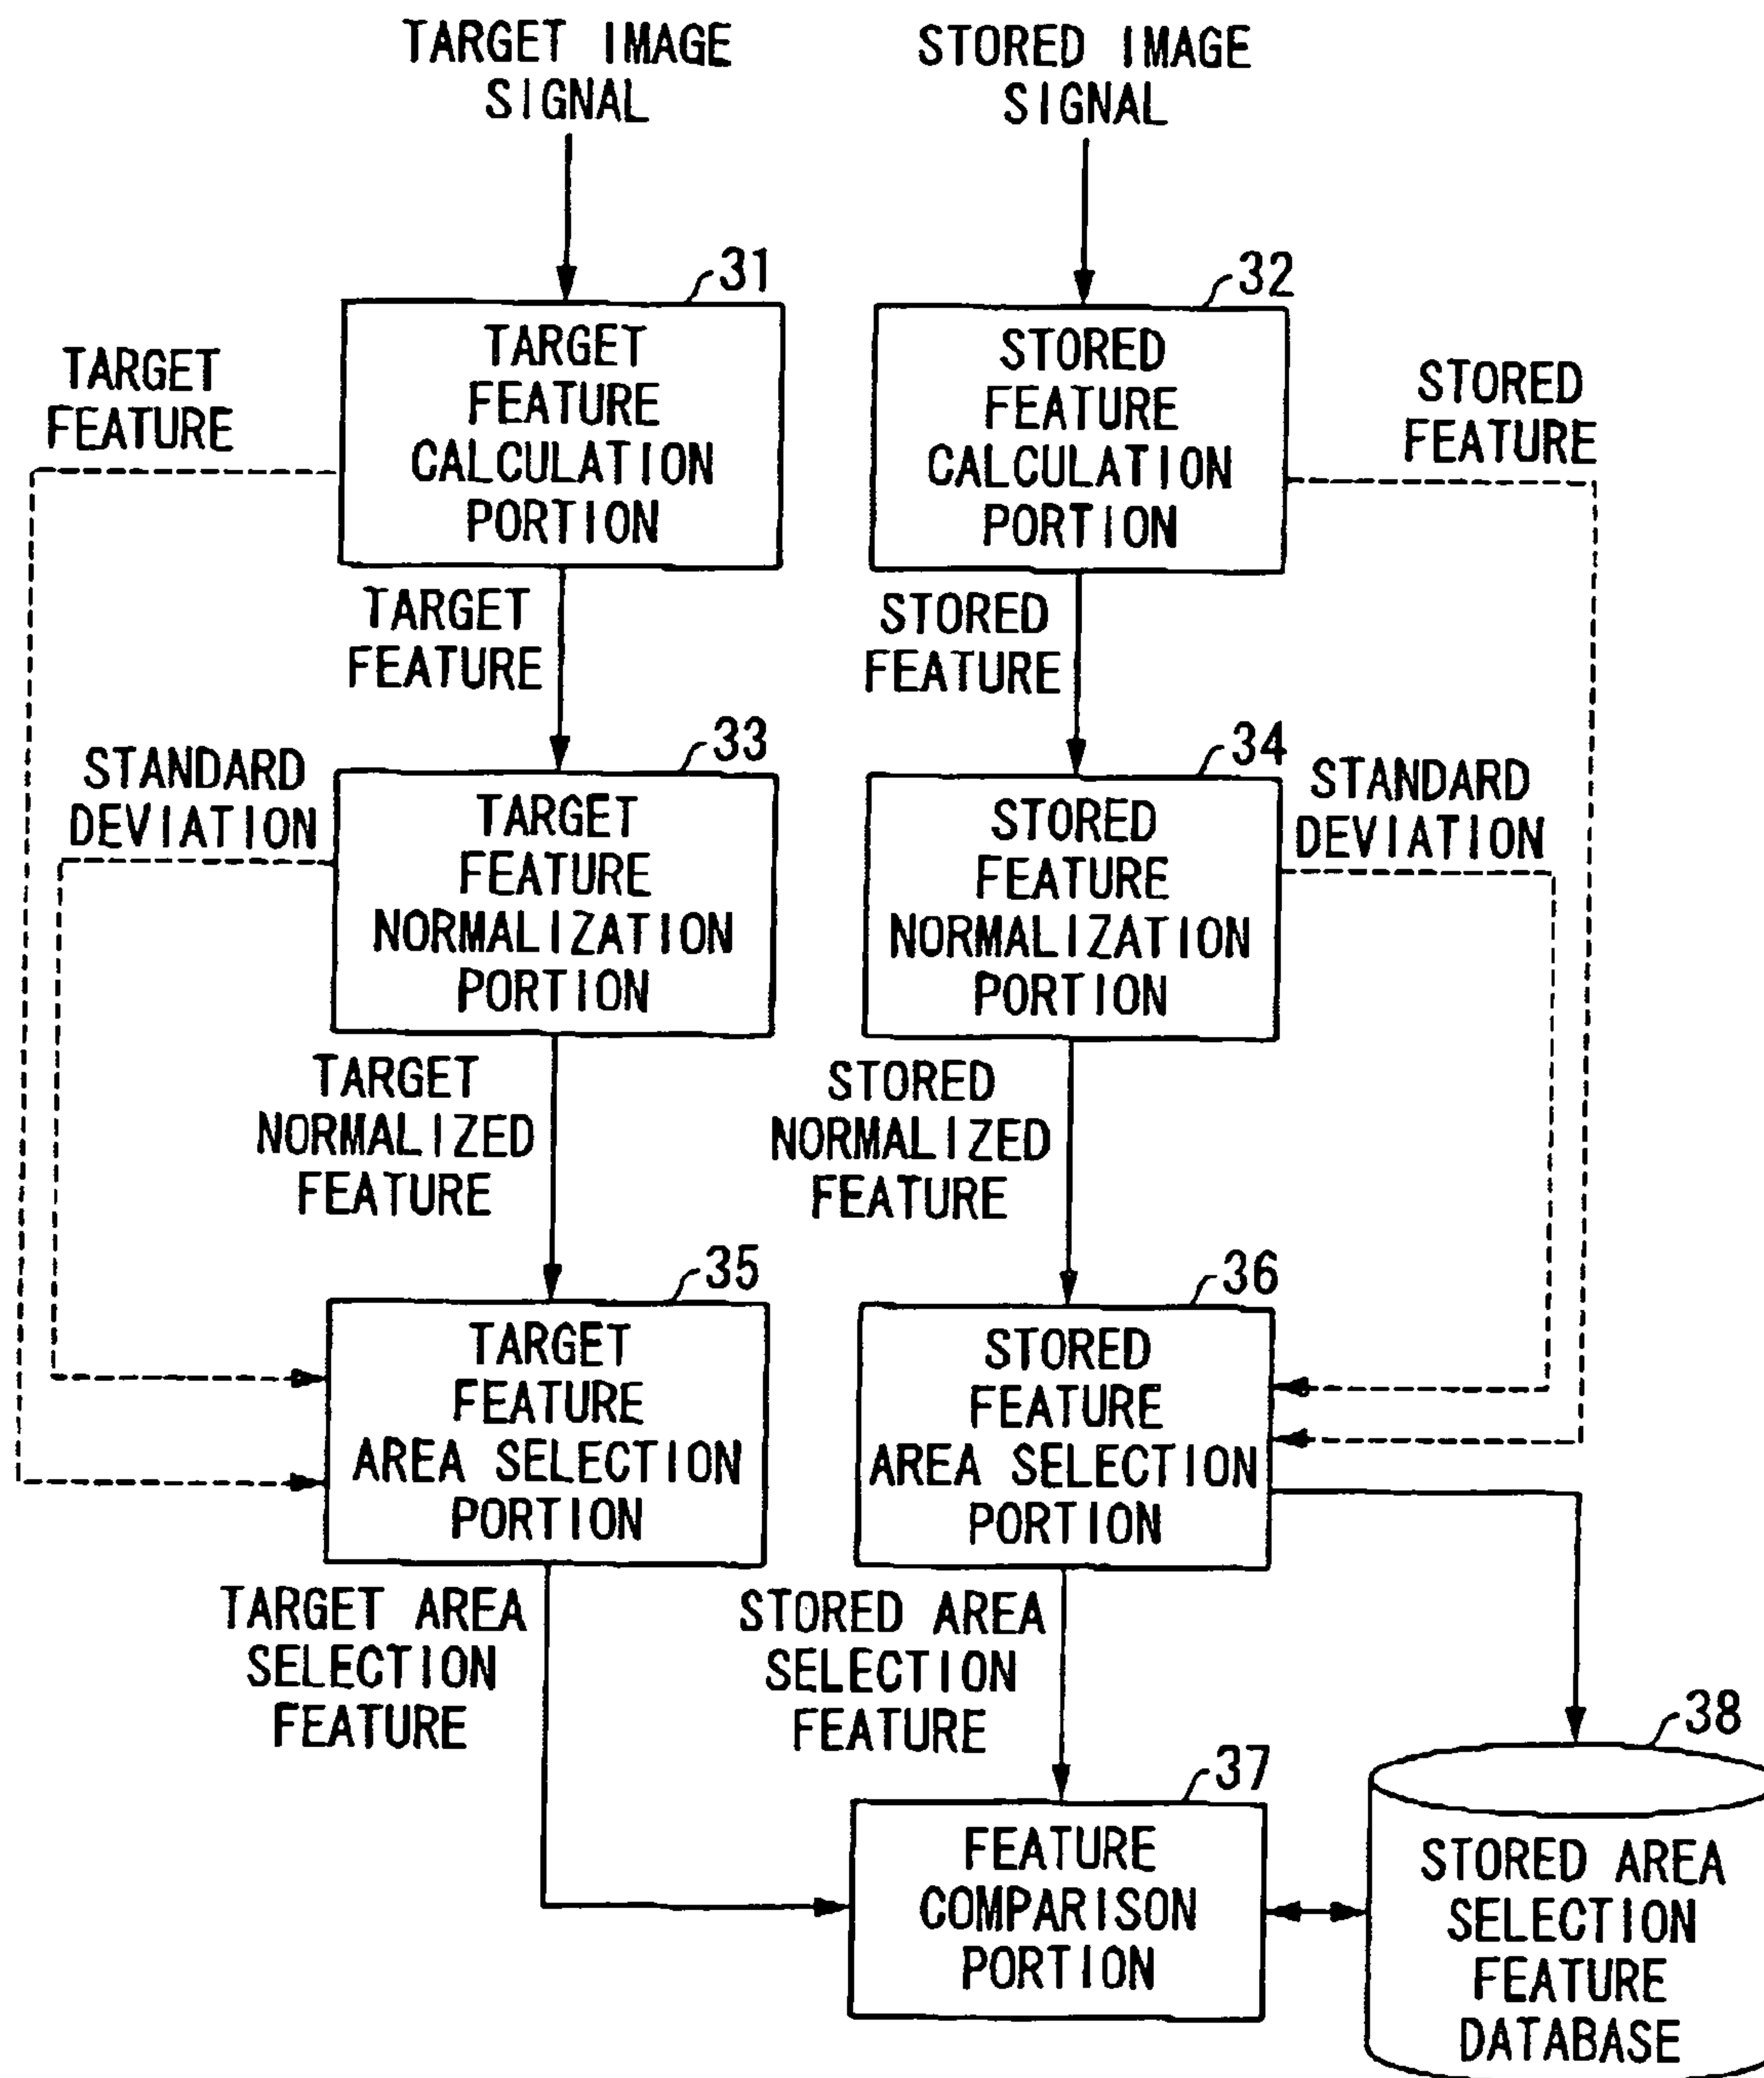 TARGET IMAGE
SIGNAL
STORED IMAGE
SIGNAL
31
32
TARGET
FEATURE
CALCULATION
PORTION
STORED
FEATURE
CALCULATION
PORTION
TARGET
FEATURE
STORED
FEATURE
TARGET
FEATURE
STORED
FEATURE
33
34
STANDARD
DEVIATION
TARGET
FEATURE
NORMALIZATION
PORTION
STORED
FEATURE
NORMALIZATION
PORTION
STANDARD
DEVIATION
TARGET
NORMALIZED
FEATURE
STORED
NORMALIZED
FEATURE
35
36
TARGET
FEATURE
AREA SELECTION
PORTION
STORED
FEATURE
AREA SELECTION
PORTION
TARGET AREA
SELECTION
FEATURE
STORED AREA
SELECTION
FEATURE
37
38
FEATURE
COMPARISON
PORTION
STORED AREA
SELECTION
FEATURE
DATABASE